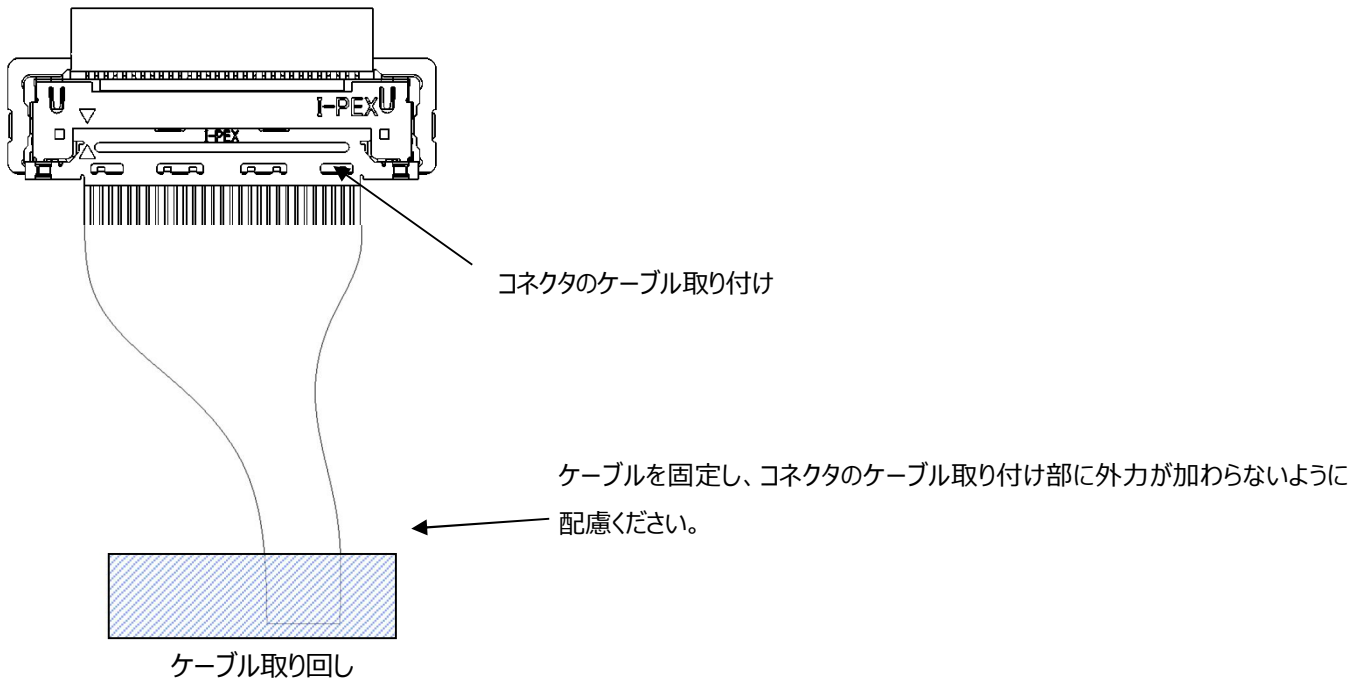 I-PEX
I-PEX
コネクタのケーブル取り付け
ケーブルを固定し、コネクタのケーブル取り付け部に外力が加わらないように
配慮ください。
ケーブル取り回し